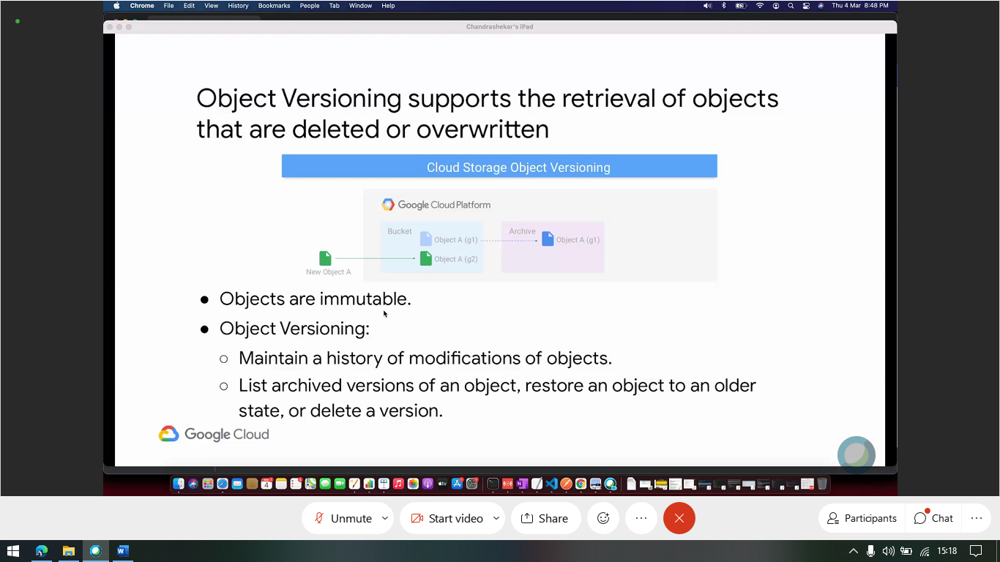 Chrome File Edit View History Bookmarks People Tab Window Help Thu 4 Mar 8:48 PM
Chandrashekar's iPad
Object Versioning supports the retrieval of objects
that are deleted or overwritten
Cloud Storage Object Versioning
Google Cloud Platform
Bucket
Archive
Object A (g1)
Object A (g1)
Object A (g2)
New Object A
● Objects are immutable.
● Object Versioning:
○ Maintain a history of modifications of objects.
○ List archived versions of an object, restore an object to an older
state, or delete a version.
Google Cloud
Unmute
Start video
Share
Participants
Chat
15:18